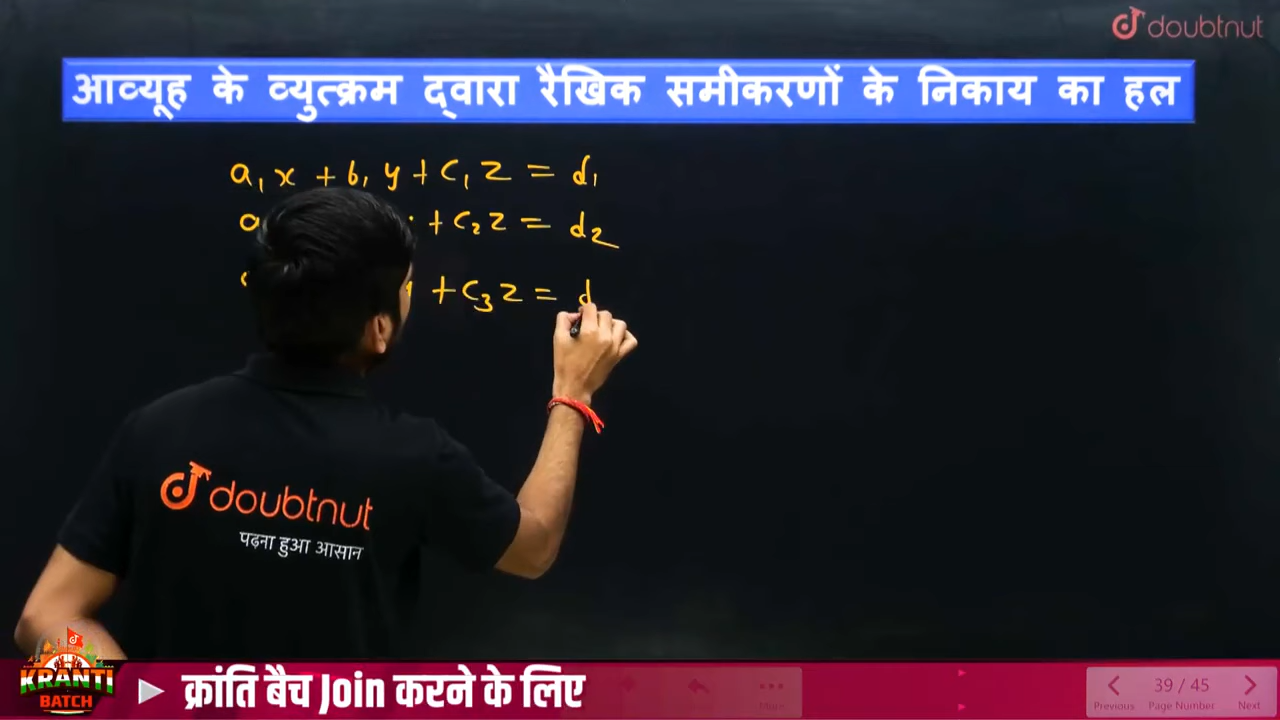 doubtnut
आव्यूह के व्युत्क्रम द्वारा रैखिक समीकरणों के निकाय का हल
a₁x + b₁y + c₁z = d₁
a + c₂z = d₂
+ c₃z = d
doubtnut
पढ़ना हुआ आसान
KRANTI
BATCH
क्रांति बैच Join करने के लिए
More
39 / 45
Previous Page Number Next